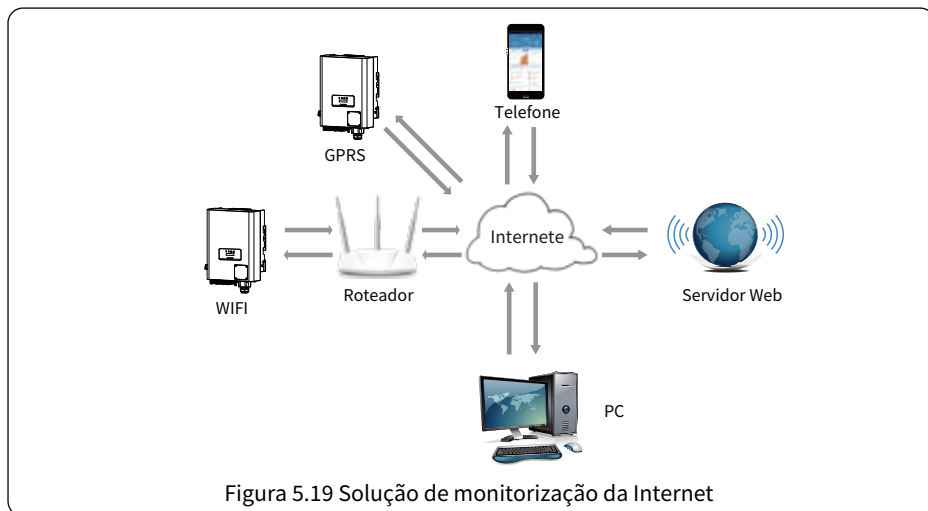 Telefone
GPRS
Internete
WIFI
Roteador
Servidor Web
PC
Figura 5.19 Solução de monitorização da Internet